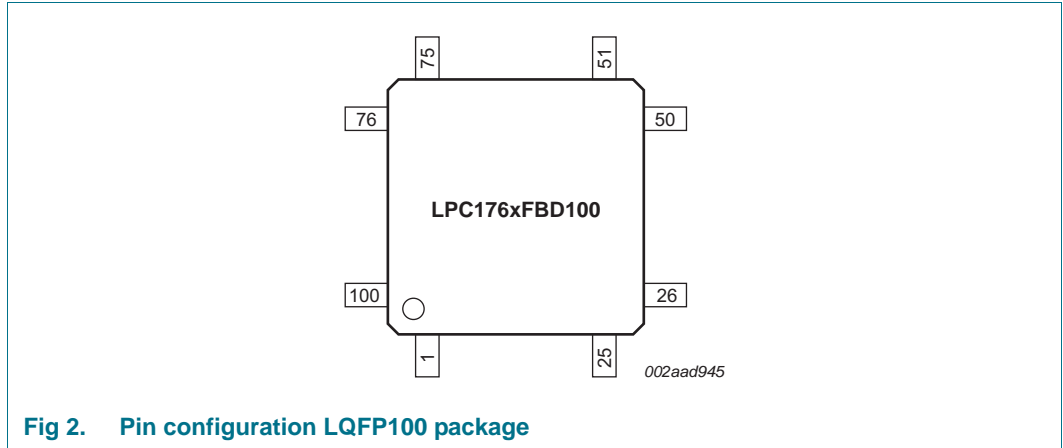 75 51
76 50
LPC176xFBD100
100 26
1 25
002aad945
Fig 2. Pin configuration LQFP100 package